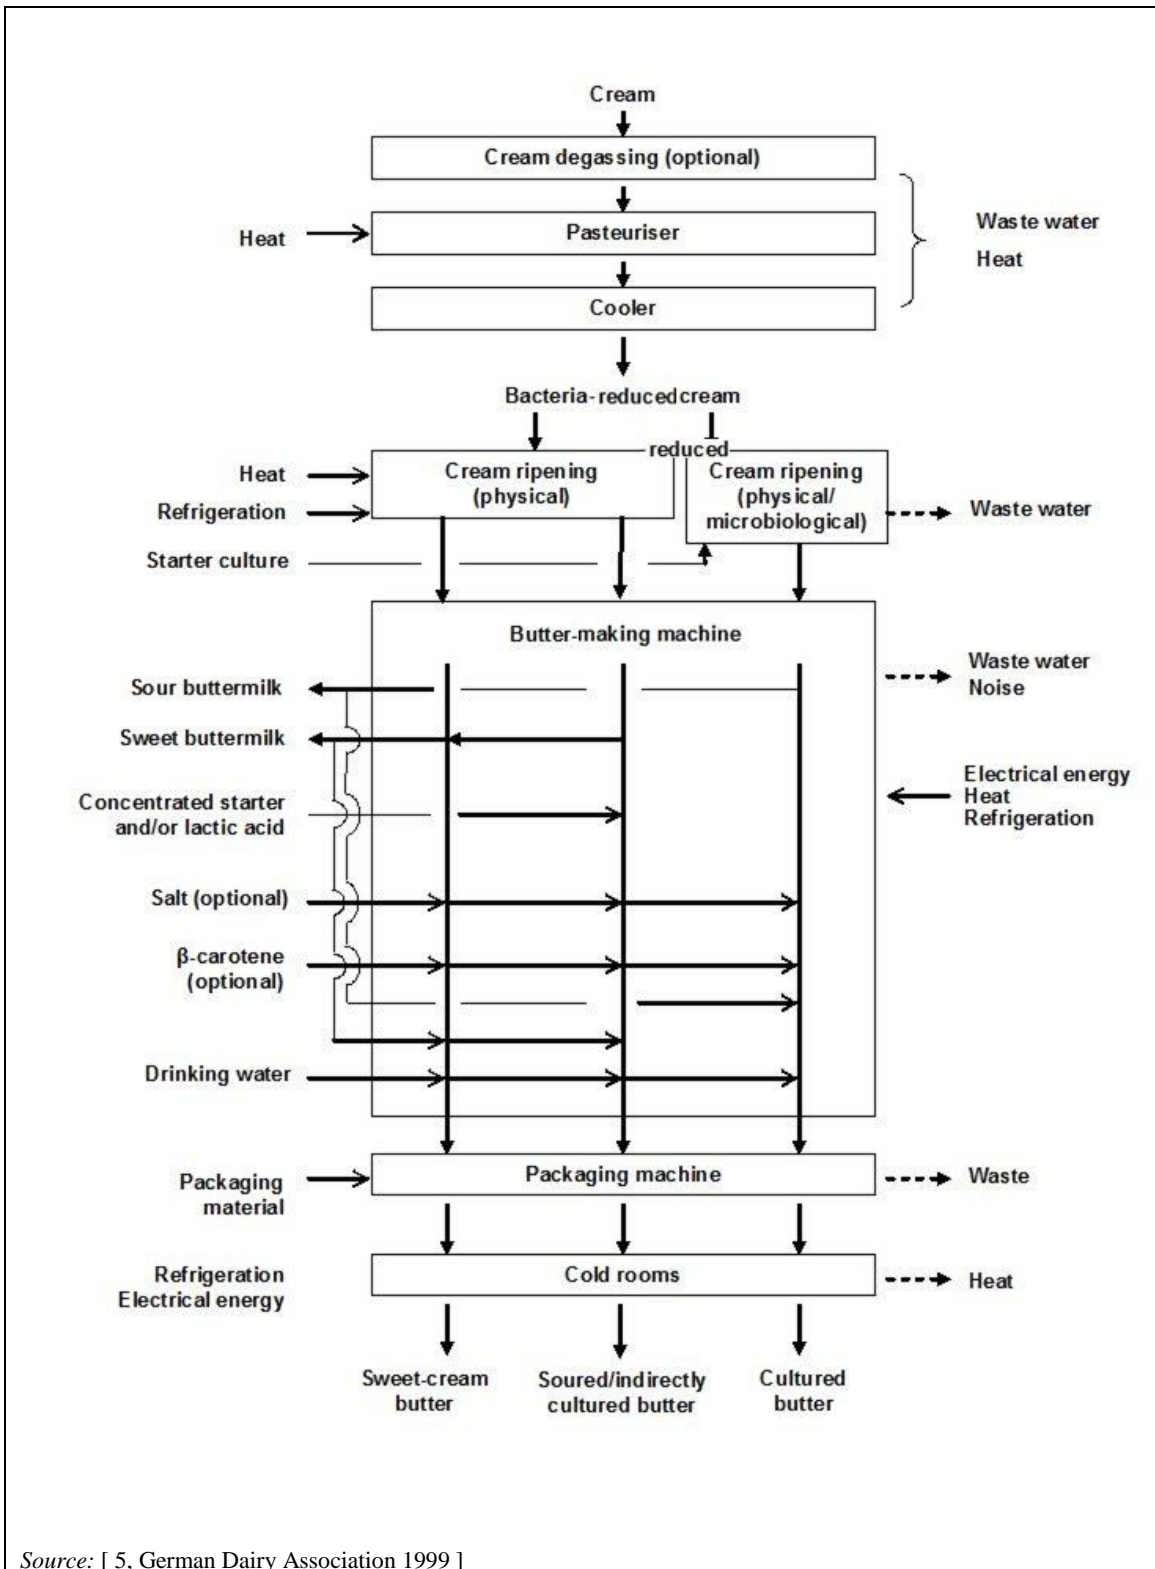 Cream
Cream degassing (optional)
Heat
Pasteuriser
Waste water
Heat
Cooler
Bacteria-reducedcream
reduced
Heat
Refrigeration
Cream ripening
(physical)
Cream ripening
(physical/
microbiological)
Waste water
Starter culture
Butter-making machine
Waste water
Noise
Sour buttermilk
Sweet buttermilk
Electrical energy
Heat
Refrigeration
Concentrated starter
and/or lactic acid
Salt (optional)
β-carotene
(optional)
Drinking water
Packaging
material
Packaging machine
Waste
Refrigeration
Electrical energy
Cold rooms
Heat
Sweet-cream
butter
Soured/indirectly
cultured butter
Cultured
butter
Source: [ 5, German Dairy Association 1999 ]